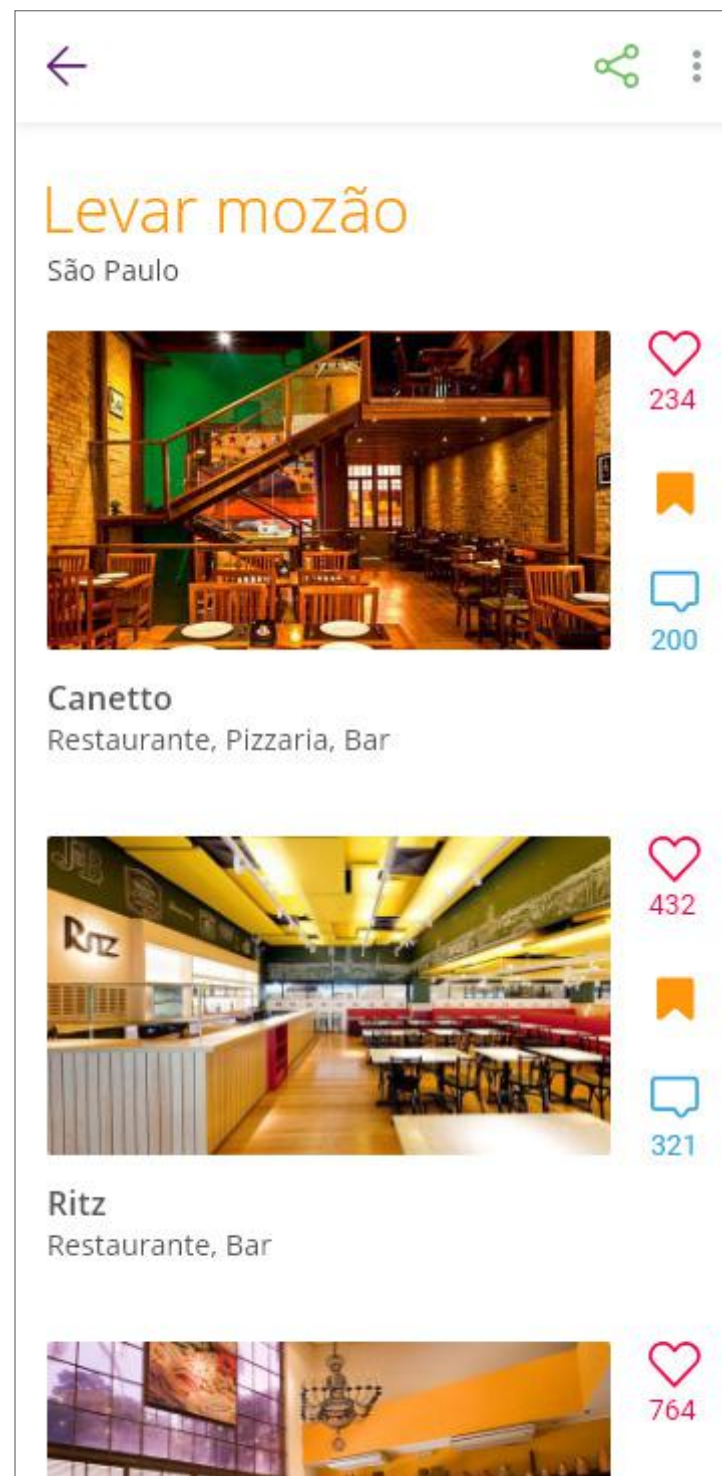 Levar mozão
São Paulo
234
200
Canetto
Restaurante, Pizzaria, Bar
RITZ
432
321
Ritz
Restaurante, Bar
764